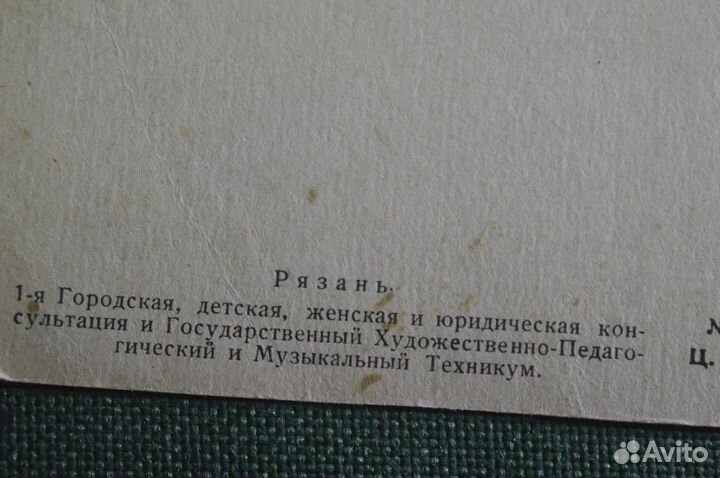 Рязань.
1-я Городская, детская, женская и юридическая кон-
сультация и Государственный Художественно-Педаго-
гический и Музыкальный Техникум.
Ц.
Avito